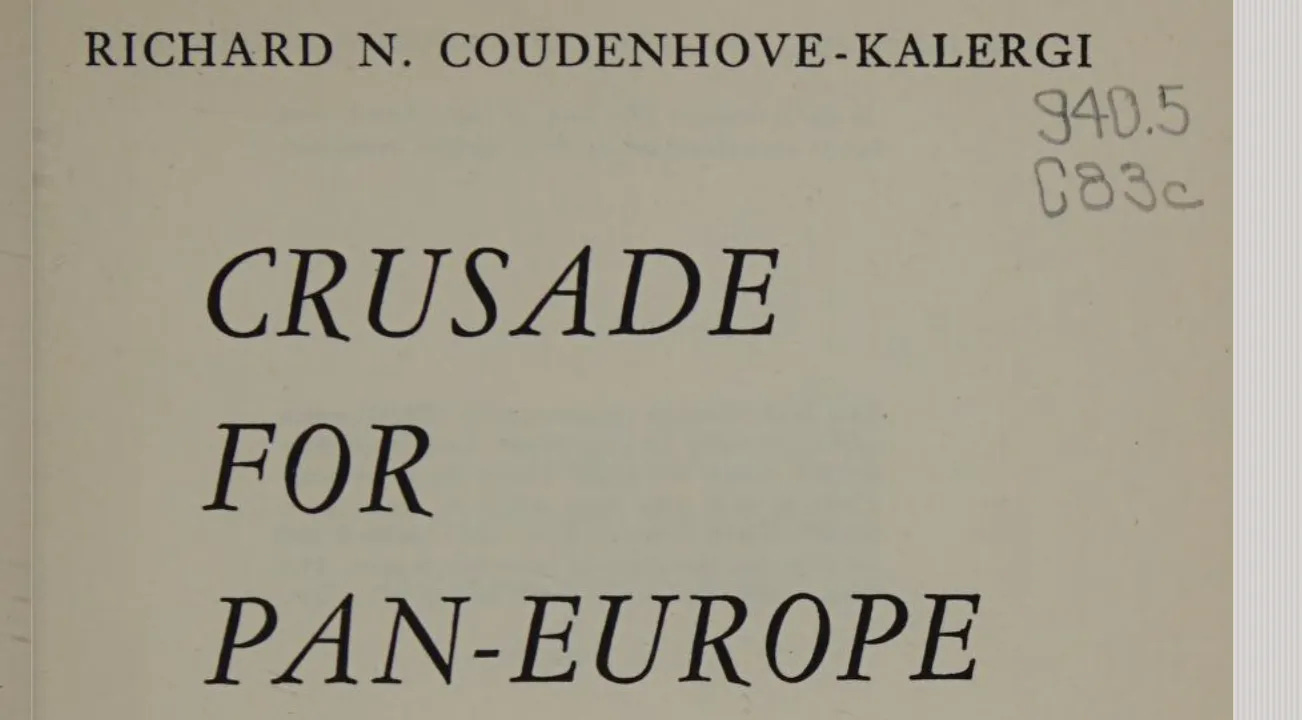 RICHARD N. COUDENHOVE-KALERGI
940.5
C83c
CRUSADE
FOR
PAN-EUROPE